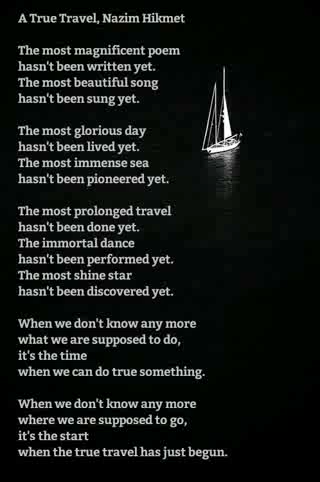 A True Travel, Nazim Hikmet
The most magnificent poem
hasn't been written yet.
The most beautiful song
hasn't been sung yet.
The most glorious day
hasn't been lived yet.
The most immense sea
hasn't been pioneered yet.
The most prolonged travel
hasn't been done yet.
The immortal dance
hasn't been performed yet.
The most shine star
hasn't been discovered yet.
When we don't know any more
what we are supposed to do,
it's the time
when we can do true something.
When we don't know any more
where we are supposed to go,
it's the start
when the true travel has just begun.